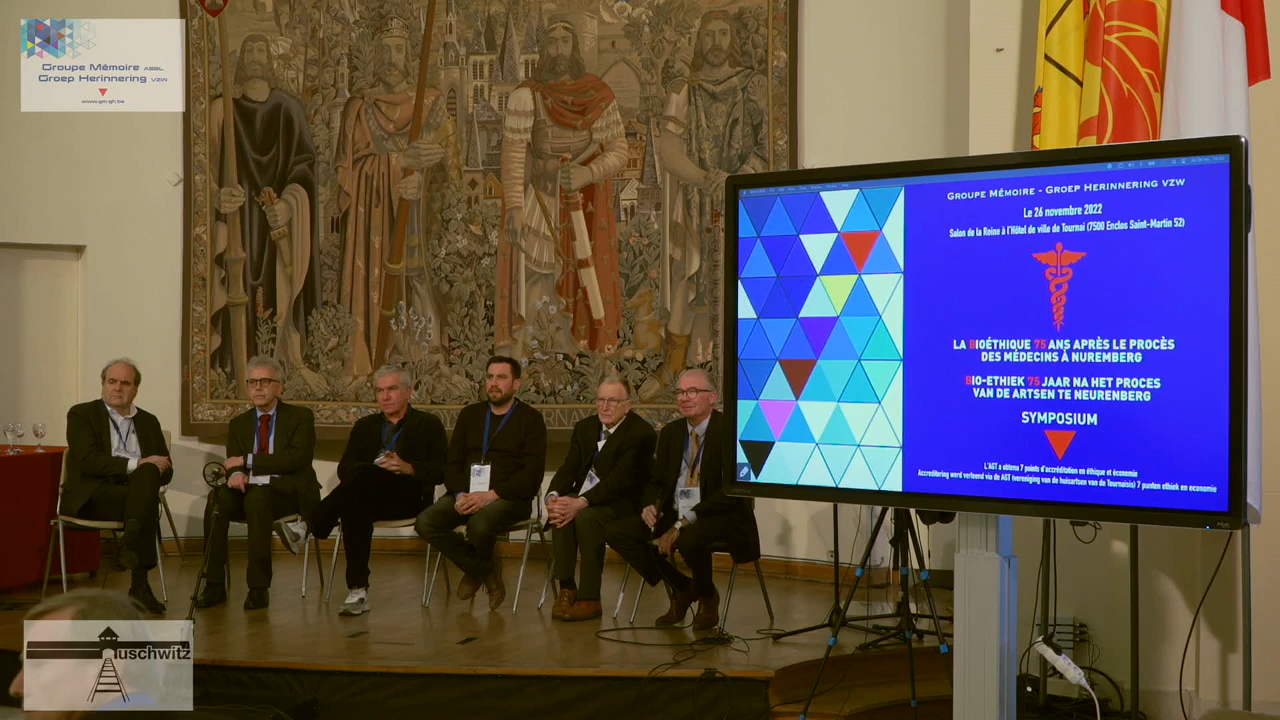 Groupe Mémoire ASBL
Groep Herinnering VZW
www.gm-gh.be
GROUPE MÉMOIRE - GROEP HERINNERING VZW
Le 26 novembre 2022
Salon de la Reine à l'Hôtel de ville de Tournai (7500 Enclos Saint-Martin 52)
LA BIOÉTHIQUE 75 ANS APRÈS LE PROCÈS
DES MÉDECINS À NUREMBERG
BIO-ETHIEK 75 JAAR NA HET PROCES
VAN DE ARTSEN TE NEURENBERG
SYMPOSIUM
L'AGT a obtenu 7 points d'accréditation en éthique et économie
Accreditering werd verleend via de AGT (vereniging van de huisartsen van de Tournaisis) 7 punten ethiek en economie
uschwitz